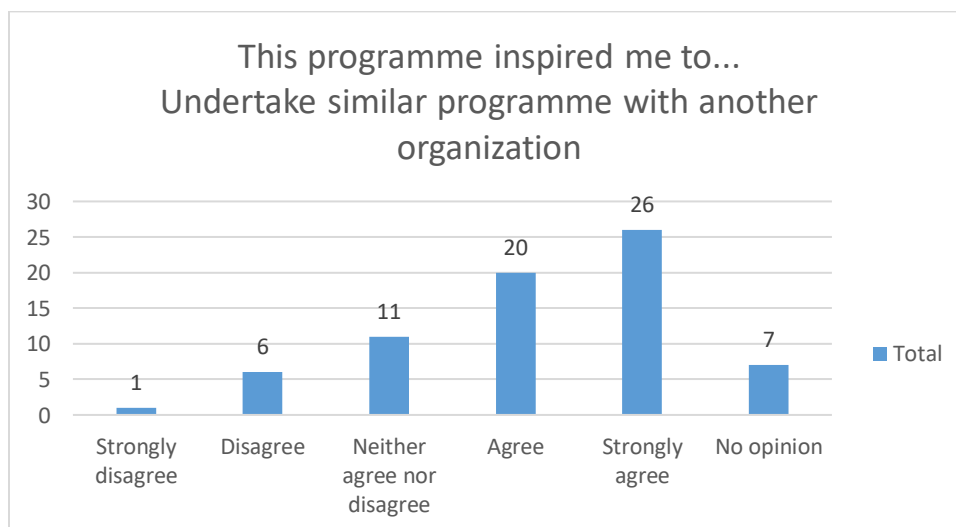 This programme inspired me to...
Undertake similar programme with another
organization
30
25
20
15
10
5
0
1
6
11
20
26
7
Strongly
disagree
Disagree
Neither
agree nor
disagree
Agree
Strongly
agree
No opinion
Total